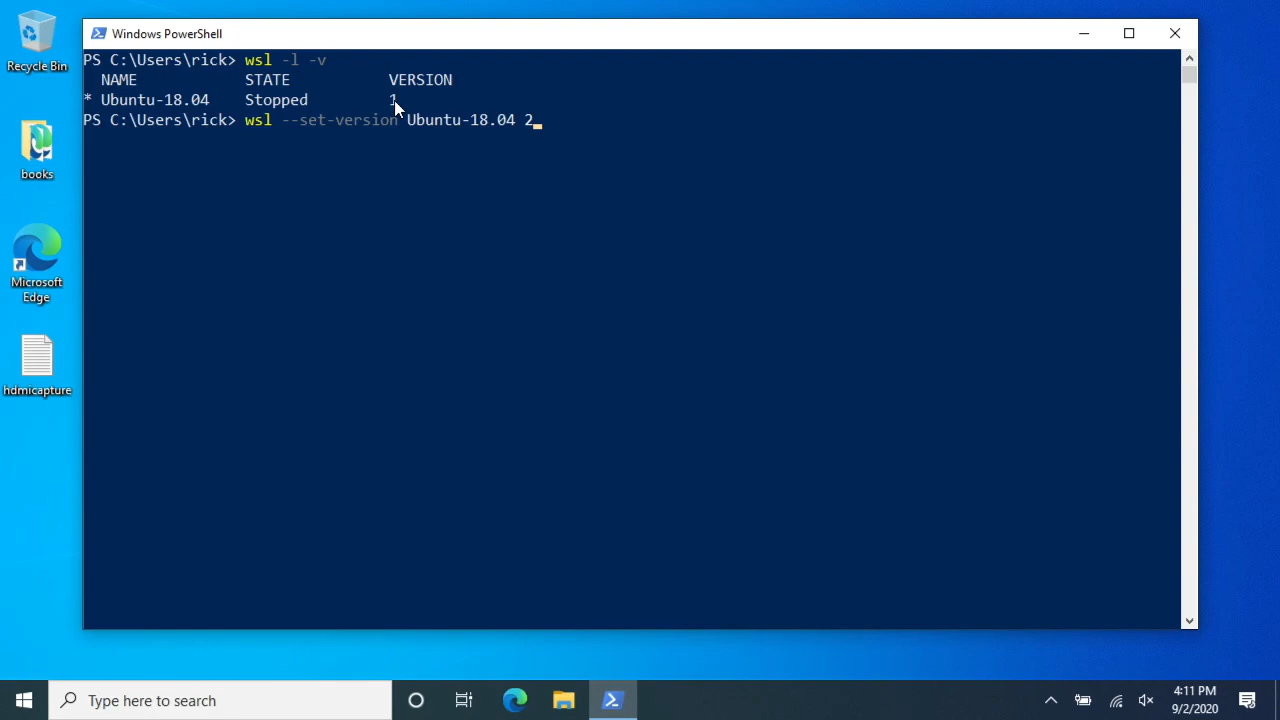 Windows PowerShell
PS C:\Users\rick> wsl -l -v
NAME STATE VERSION
* Ubuntu-18.04 Stopped 1
PS C:\Users\rick> wsl --set-version Ubuntu-18.04 2
Recycle Bin
books
Microsoft
Edge
hdmicapture
Type here to search
4:11 PM
9/2/2020